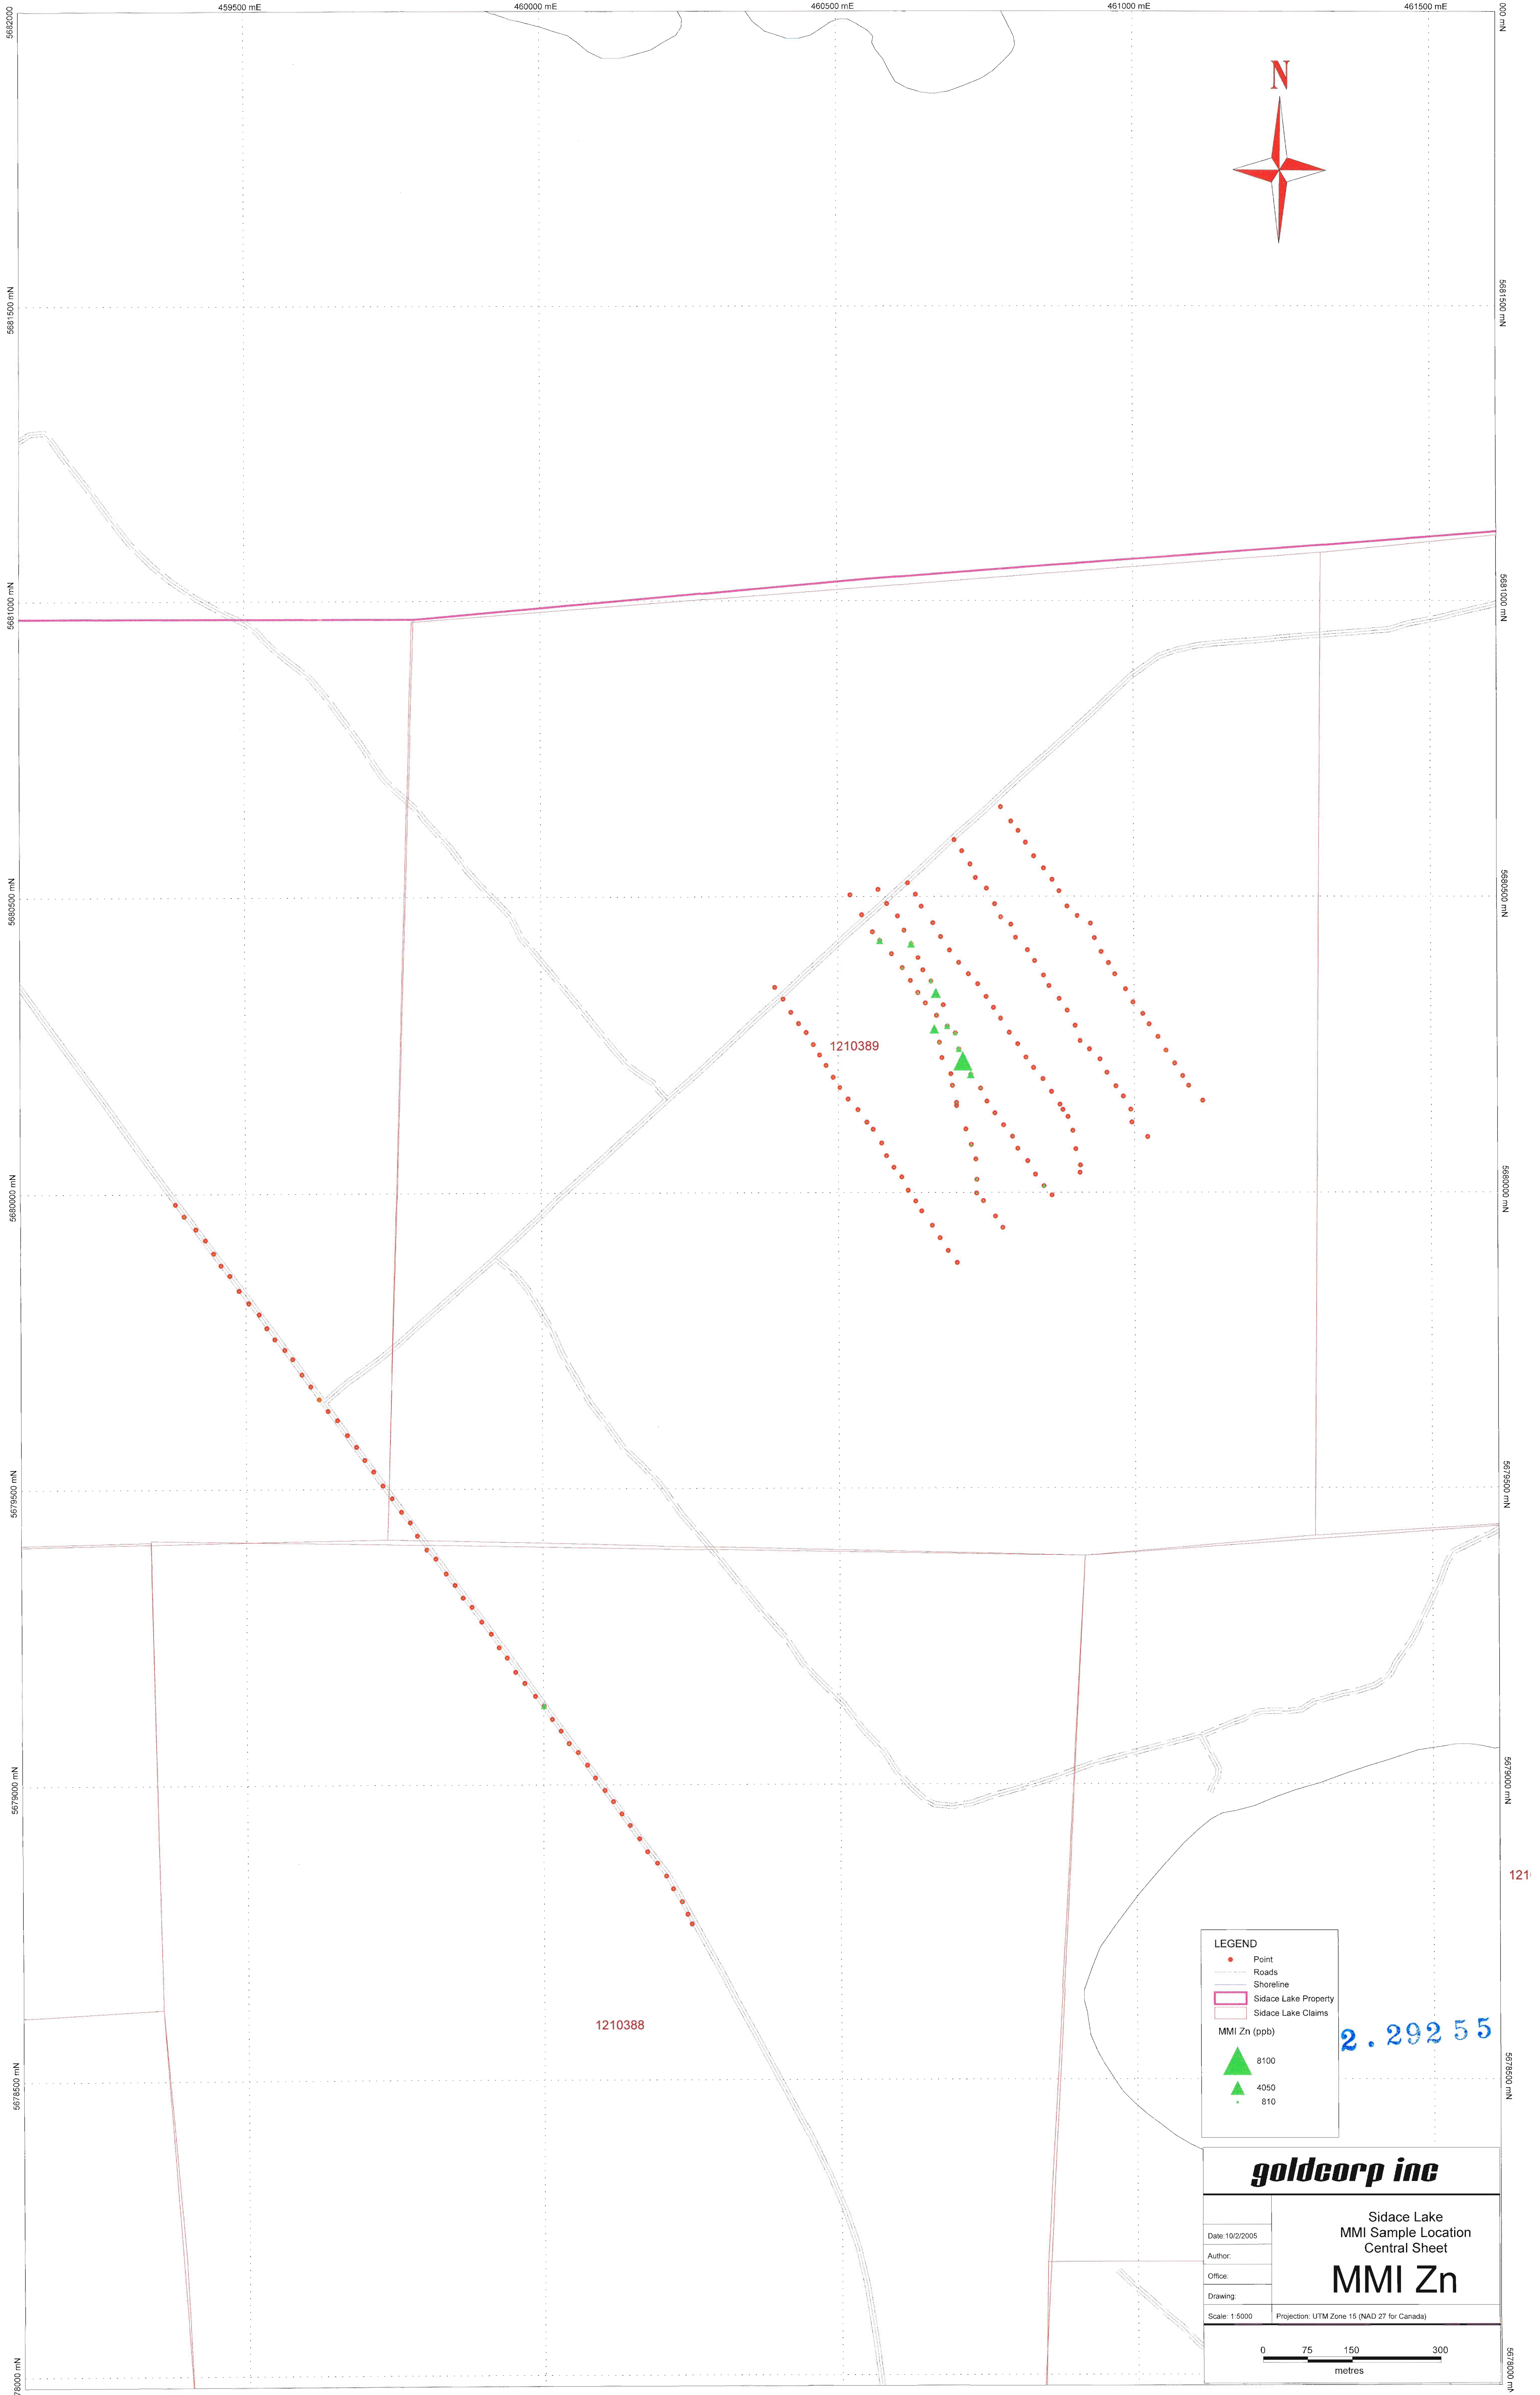 459500 mE
460000 mE
460500 mE
461000 mE
461500 mE
5682000
000 mN
N
5681500 mN
5681500 mN
5681000 mN
5681000 mN
5680500 mN
5680500 mN
1210389
5680000 mN
5680000 mN
5679500 mN
5679500 mN
5679000 mN
5679000 mN
121
1210388
5678500 mN
5678500 mN
78000 mN
5678000 mN
LEGEND
Point
Roads
Shoreline
Sidace Lake Property
Sidace Lake Claims
MMI Zn (ppb)
8100
4050
810
2.29255
goldcorp inc
Sidace Lake
MMI Sample Location
Central Sheet
MMI Zn
Date:10/2/2005
Author:
Office:
Drawing:
Scale: 1:5000
Projection: UTM Zone 15 (NAD 27 for Canada)
0 75 150 300
metres